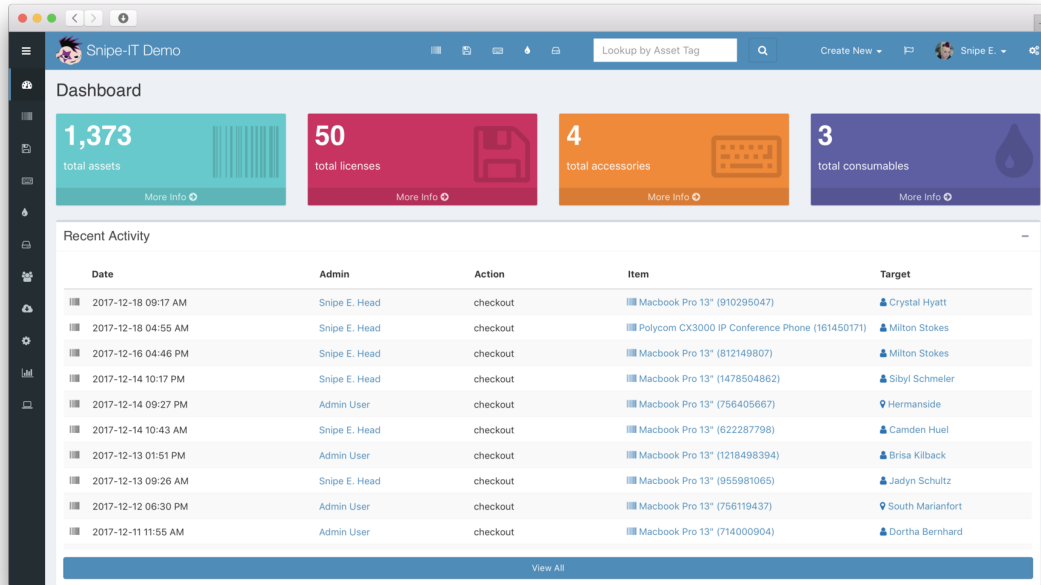 Snipe-IT Demo
Lookup by Asset Tag
Create New
Snipe E.
Dashboard
1,373
total assets
More Info
50
total licenses
More Info
4
total accessories
More Info
3
total consumables
More Info
Recent Activity
Date Admin Action Item Target
2017-12-18 09:17 AM Snipe E. Head checkout Macbook Pro 13" (910295047) Crystal Hyatt
2017-12-18 04:55 AM Snipe E. Head checkout Polycom CX3000 IP Conference Phone (161450171) Milton Stokes
2017-12-16 04:46 PM Snipe E. Head checkout Macbook Pro 13" (812149807) Milton Stokes
2017-12-14 10:17 PM Snipe E. Head checkout Macbook Pro 13" (1478504862) Sibyl Schmeler
2017-12-14 09:27 PM Admin User checkout Macbook Pro 13" (756405667) Hermanside
2017-12-14 10:43 AM Snipe E. Head checkout Macbook Pro 13" (622287798) Camden Huel
2017-12-13 01:51 PM Admin User checkout Macbook Pro 13" (1218498394) Brisa Kilback
2017-12-13 09:26 AM Snipe E. Head checkout Macbook Pro 13" (955981065) Jadyn Schultz
2017-12-12 06:30 PM Admin User checkout Macbook Pro 13" (756119437) South Marianfort
2017-12-11 11:55 AM Admin User checkout Macbook Pro 13" (714000904) Dortha Bernhard
View All